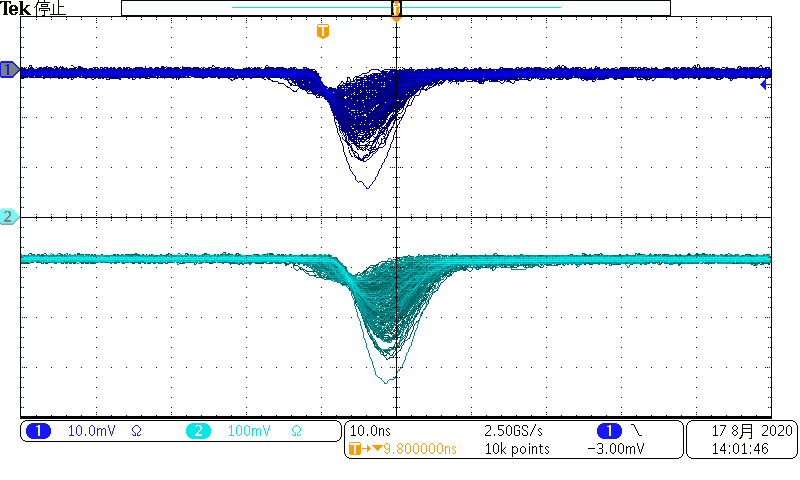 Tek 停止
T
1
2
1 10.0mV Ω 2 100mV Ω 10.0ns 2.50GS/s 1 17 8月 2020
T→▼9.800000ns 10k points −3.00mV 14:01:46